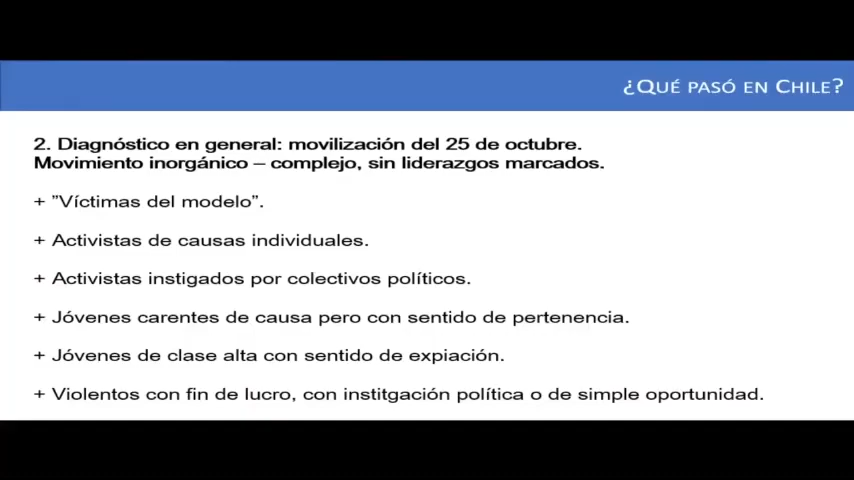 ¿QUÉ PASÓ EN CHILE?
2. Diagnóstico en general: movilización del 25 de octubre.
Movimiento inorgánico – complejo, sin liderazgos marcados.
+ ”Víctimas del modelo”.
+ Activistas de causas individuales.
+ Activistas instigados por colectivos políticos.
+ Jóvenes carentes de causa pero con sentido de pertenencia.
+ Jóvenes de clase alta con sentido de expiación.
+ Violentos con fin de lucro, con institgación política o de simple oportunidad.